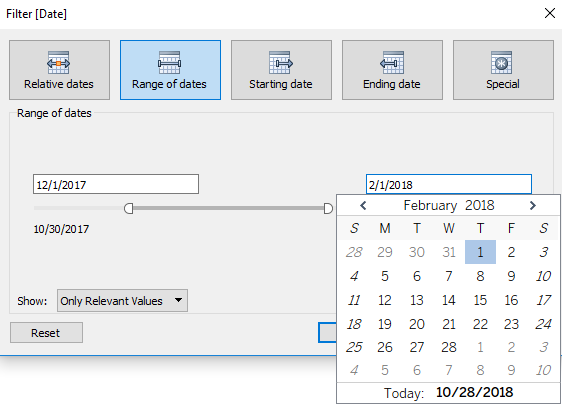 Filter [Date]
Relative dates
Range of dates
Starting date
Ending date
Special
Range of dates
12/1/2017
2/1/2018
10/30/2017
February 2018
S M T W T F S
28 29 30 31 1 2 3
4 5 6 7 8 9 10
11 12 13 14 15 16 17
18 19 20 21 22 23 24
25 26 27 28 1 2 3
4 5 6 7 8 9 10
Today: 10/28/2018
Show: Only Relevant Values
Reset